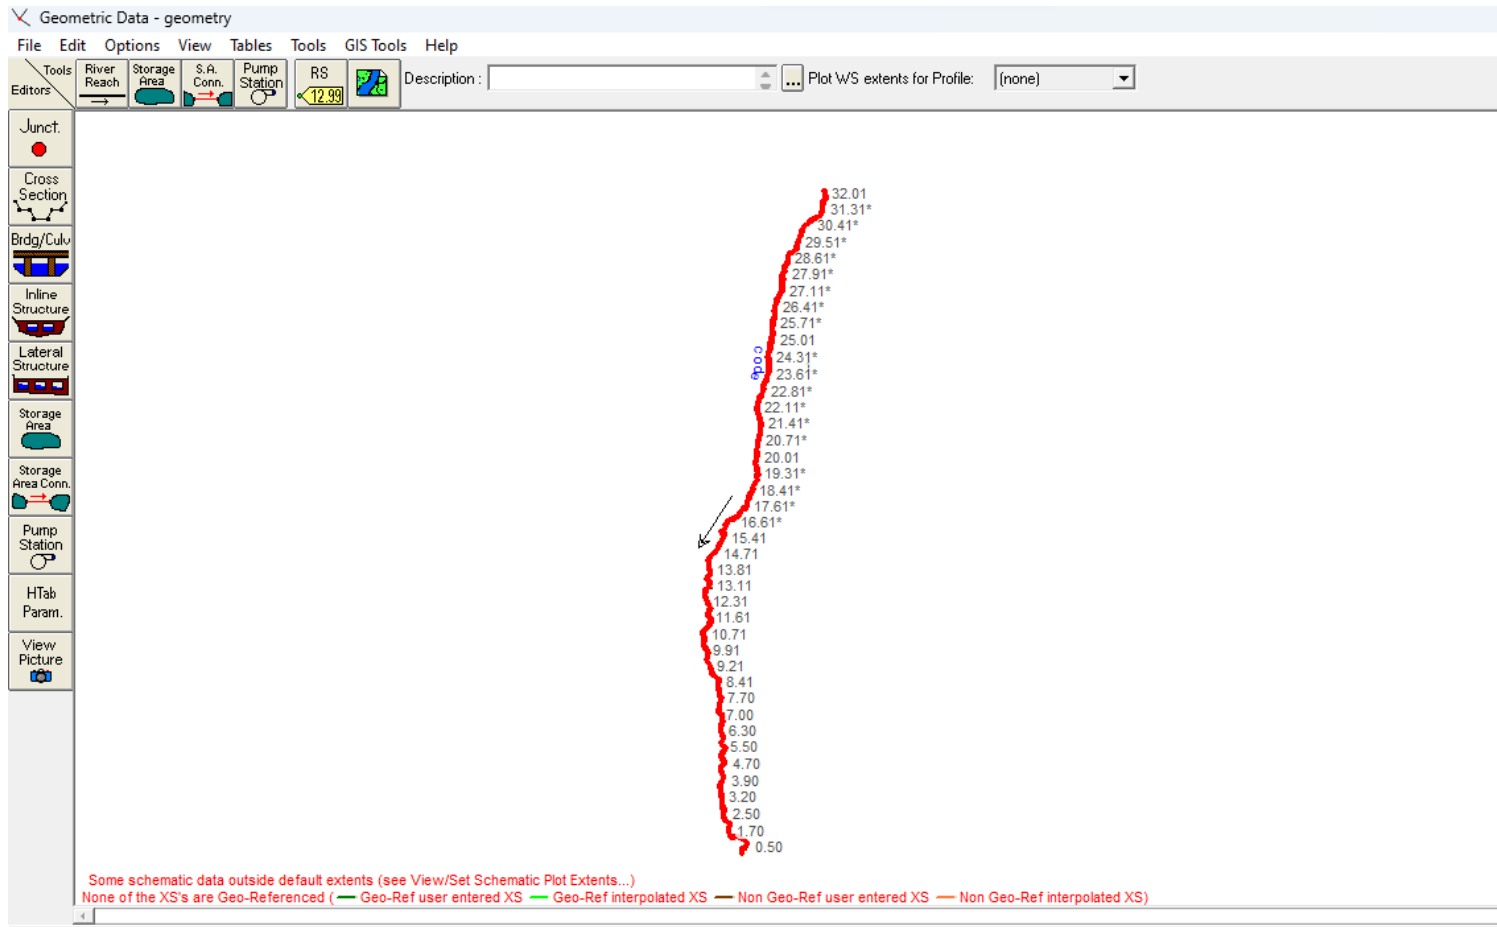 Geometric Data - geometry
File Edit Options View Tables Tools GIS Tools Help
Tools
Editors
River
Reach
Storage
Area
S.A.
Conn.
Pump
Station
RS
12.99
Description :
...
Plot WS extents for Profile:
(none)
Junct.
Cross
Section
Brdg/Culv
Inline
Structure
Lateral
Structure
Storage
Area
Storage
Area Conn.
Pump
Station
HTab
Param.
View
Picture
32.01
31.31*
30.41*
29.51*
28.61*
27.91*
27.11*
26.41*
25.71*
25.01
code
24.31*
23.61*
22.81*
22.11*
21.41*
20.71*
20.01
19.31*
18.41*
17.61*
16.61*
15.41
14.71
13.81
13.11
12.31
11.61
10.71
9.91
9.21
8.41
7.70
7.00
6.30
5.50
4.70
3.90
3.20
2.50
1.70
0.50
Some schematic data outside default extents (see View/Set Schematic Plot Extents...)
None of the XS's are Geo-Referenced ( — Geo-Ref user entered XS — Geo-Ref interpolated XS — Non Geo-Ref user entered XS — Non Geo-Ref interpolated XS)